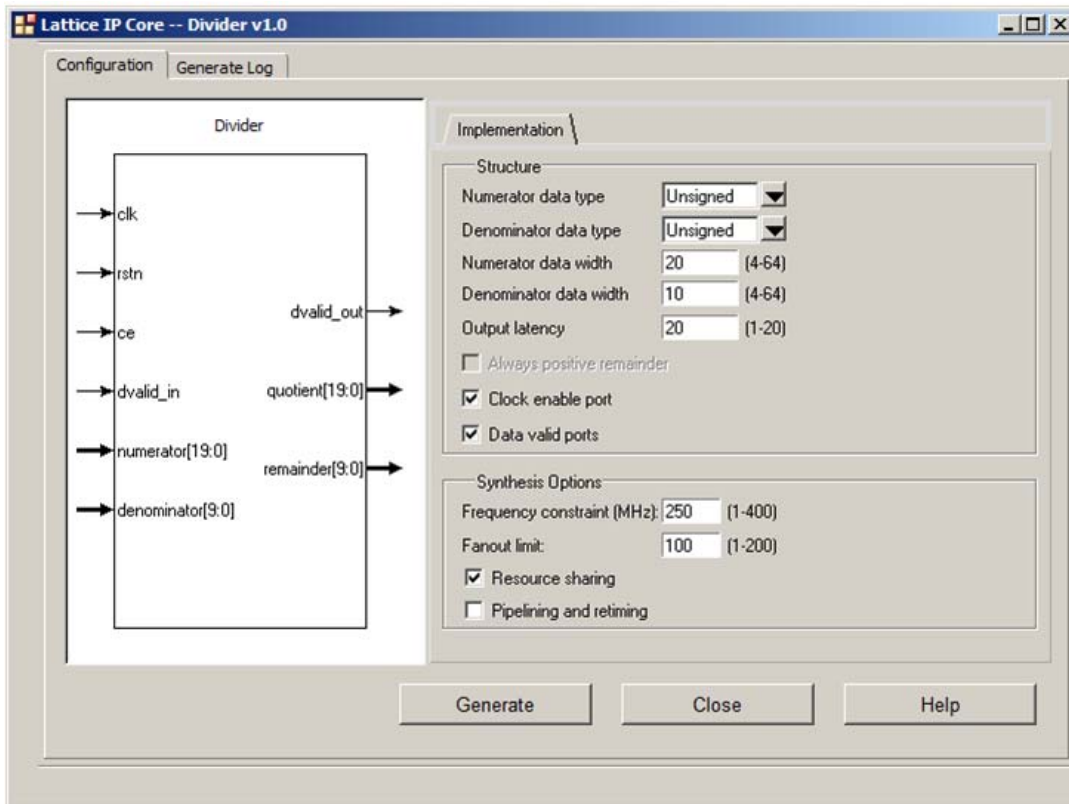 Lattice IP Core -- Divider v1.0
Configuration
Generate Log
Divider
clk
rstn
ce
dvalid_in
numerator[19:0]
denominator[9:0]
dvalid_out
quotient[19:0]
remainder[9:0]
Implementation
Structure
Numerator data type Unsigned
Denominator data type Unsigned
Numerator data width 20 (4-64)
Denominator data width 10 (4-64)
Output latency 20 (1-20)
Always positive remainder
Clock enable port
Data valid ports
Synthesis Options
Frequency constraint (MHz): 250 (1-400)
Fanout limit: 100 (1-200)
Resource sharing
Pipelining and retiming
Generate
Close
Help